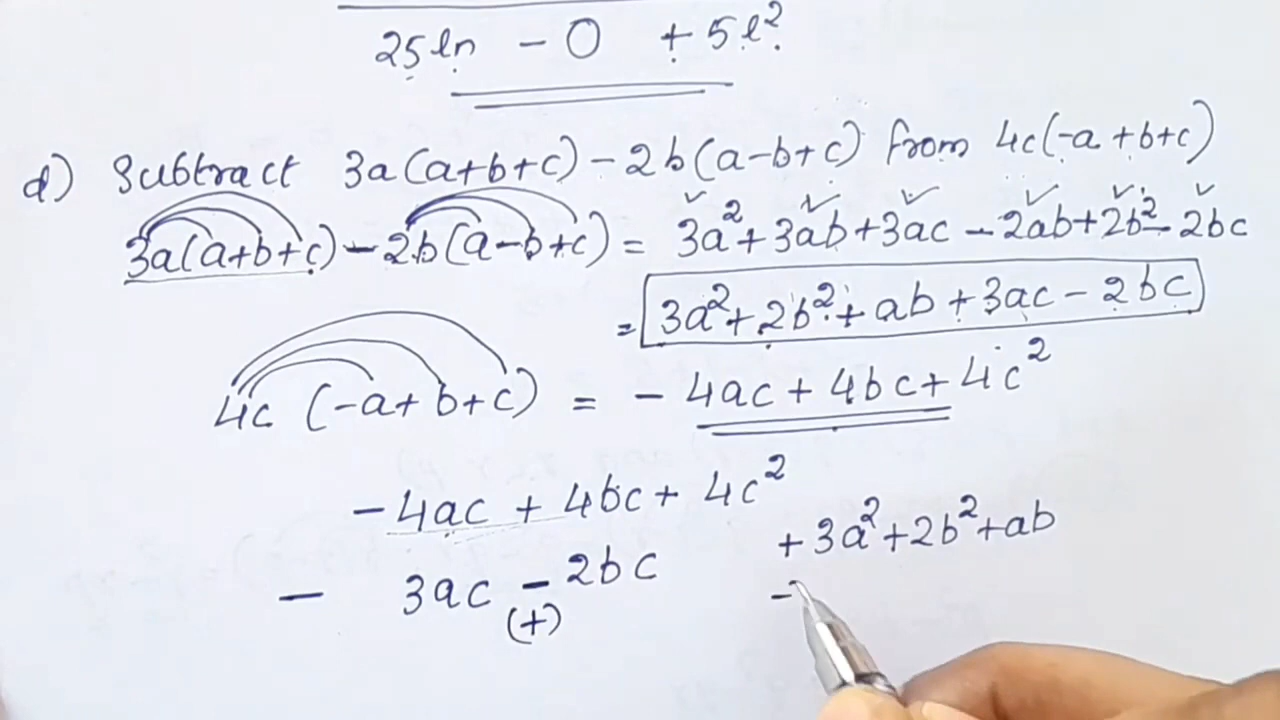 25ln - 0 + 5l²
d) Subtract 3a(a+b+c) - 2b(a-b+c) from 4c(-a+b+c)
3a(a+b+c) - 2b(a-b+c) = 3a² + 3ab + 3ac - 2ab + 2b² - 2bc
= 3a² + 2b² + ab + 3ac - 2bc
4c (-a+b+c) = - 4ac + 4bc + 4c²
- 4ac + 4bc + 4c²
+ 3a² + 2b² + ab
- 3ac - 2bc
(+)
-